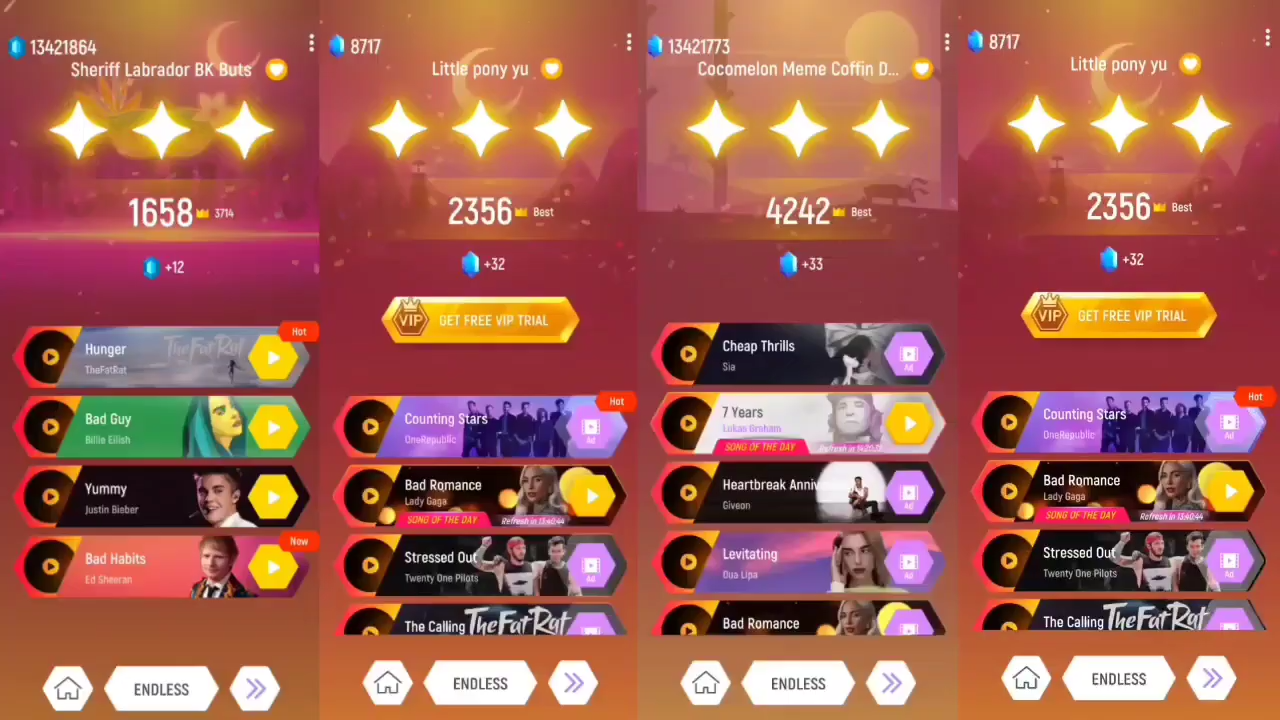 13421864
Sheriff Labrador BK Buts
1658 3714
+12
Hot
Hunger
TheFatRat
TheFatRat
Bad Guy
Billie Eilish
Yummy
Justin Bieber
Now
Bad Habits
Ed Sheeran
ENDLESS
8717
Little pony yu
2356 Best
+32
VIP GET FREE VIP TRIAL
Hot
Counting Stars
OneRepublic
Ad
Bad Romance
Lady Gaga
SONG OF THE DAY Refresh in 13:40:44
Stressed Out
Twenty One Pilots
Ad
The Calling TheFatRat
ENDLESS
13421773
Cocomelon Meme Coffin D...
4242 Best
+33
Cheap Thrills
Sia
Ad
7 Years
Lukas Graham
SONG OF THE DAY
Heartbreak
Giveon
Ad
Levitating
Dua Lipa
Ad
Bad Romance
ENDLESS
8717
Little pony yu
2356 Best
+32
VIP GET FREE VIP TRIAL
Hot
Counting Stars
OneRepublic
Ad
Bad Romance
Lady Gaga
SONG OF THE DAY Refresh in 13:40:44
Stressed Out
Twenty One Pilots
Ad
The Calling TheFatRat
ENDLESS